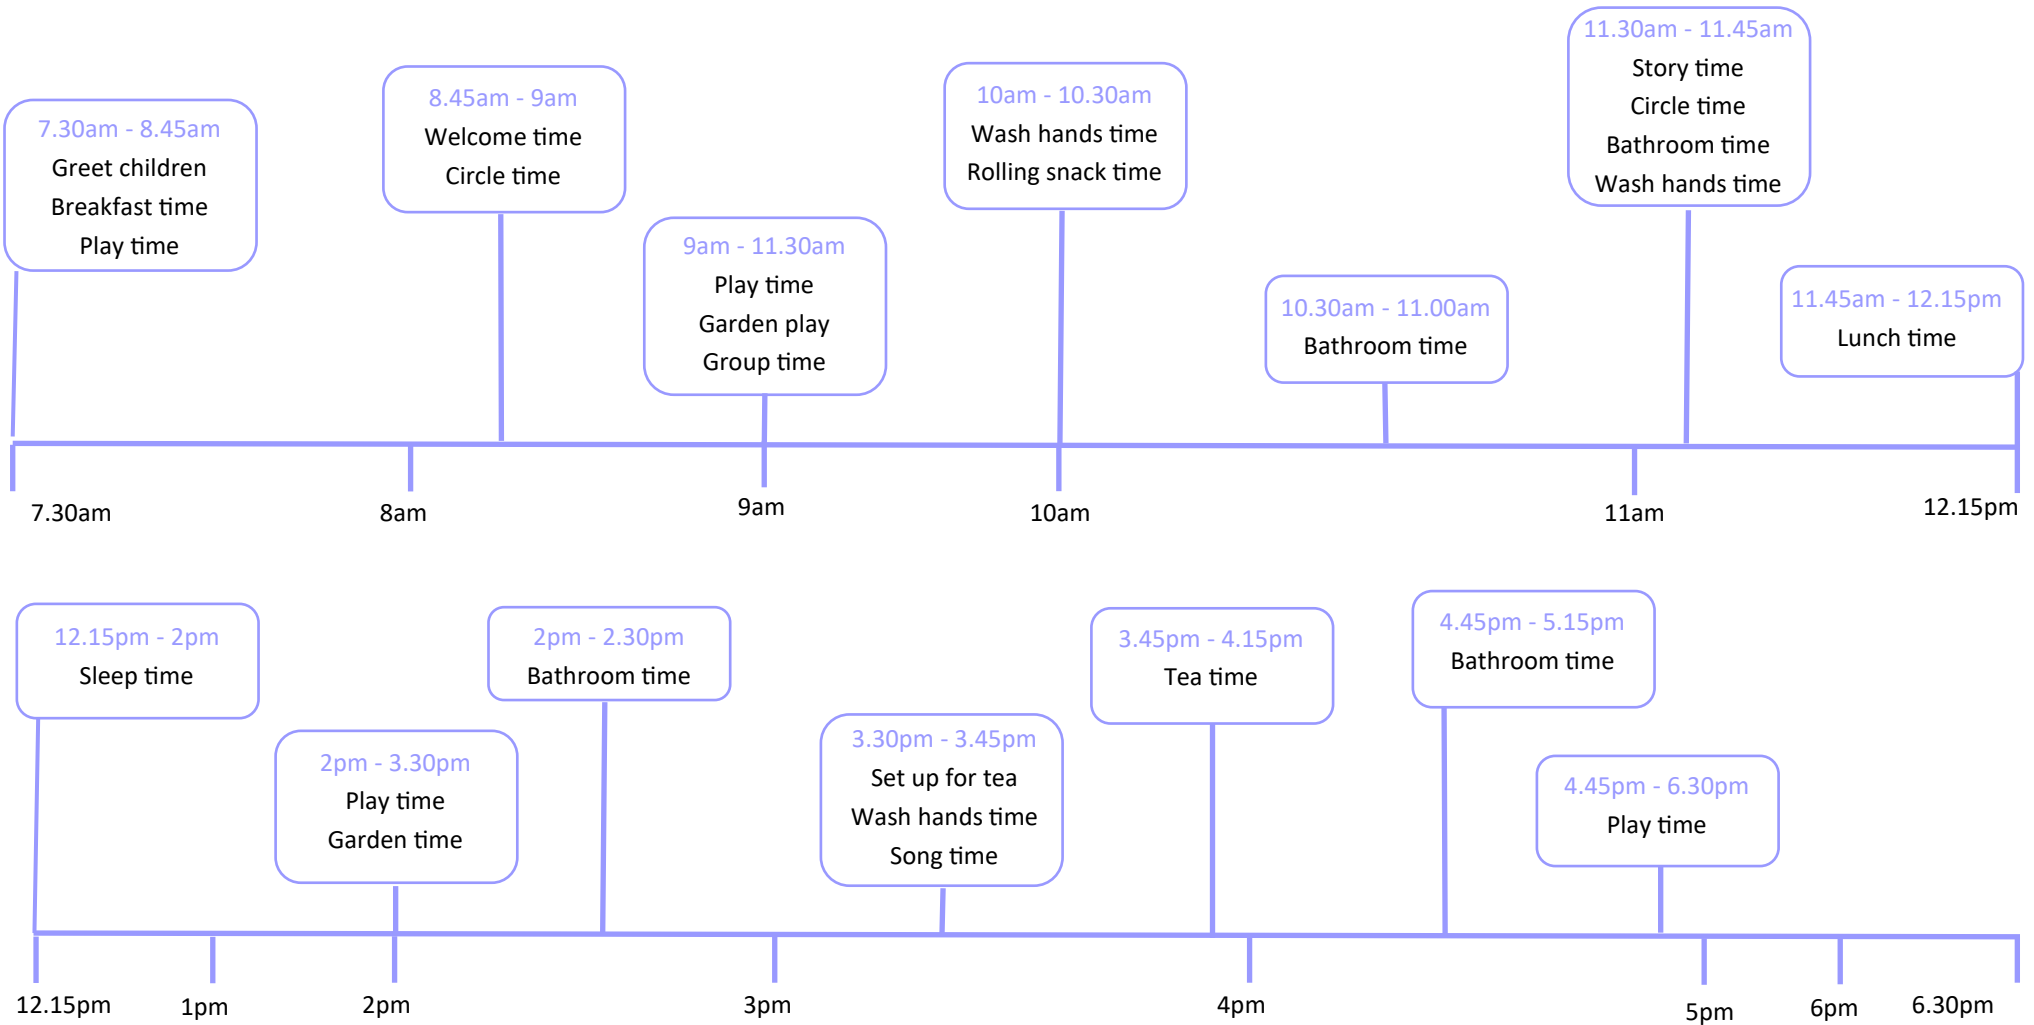 7.30am - 8.45am
Greet children
Breakfast time
Play time
8.45am - 9am
Welcome time
Circle time
9am - 11.30am
Play time
Garden play
Group time
10am - 10.30am
Wash hands time
Rolling snack time
10.30am - 11.00am
Bathroom time
11.30am - 11.45am
Story time
Circle time
Bathroom time
Wash hands time
11.45am - 12.15pm
Lunch time
7.30am
8am
9am
10am
11am
12.15pm
12.15pm - 2pm
Sleep time
2pm - 3.30pm
Play time
Garden time
2pm - 2.30pm
Bathroom time
3.30pm - 3.45pm
Set up for tea
Wash hands time
Song time
3.45pm - 4.15pm
Tea time
4.45pm - 5.15pm
Bathroom time
4.45pm - 6.30pm
Play time
12.15pm
1pm
2pm
3pm
4pm
5pm
6pm
6.30pm